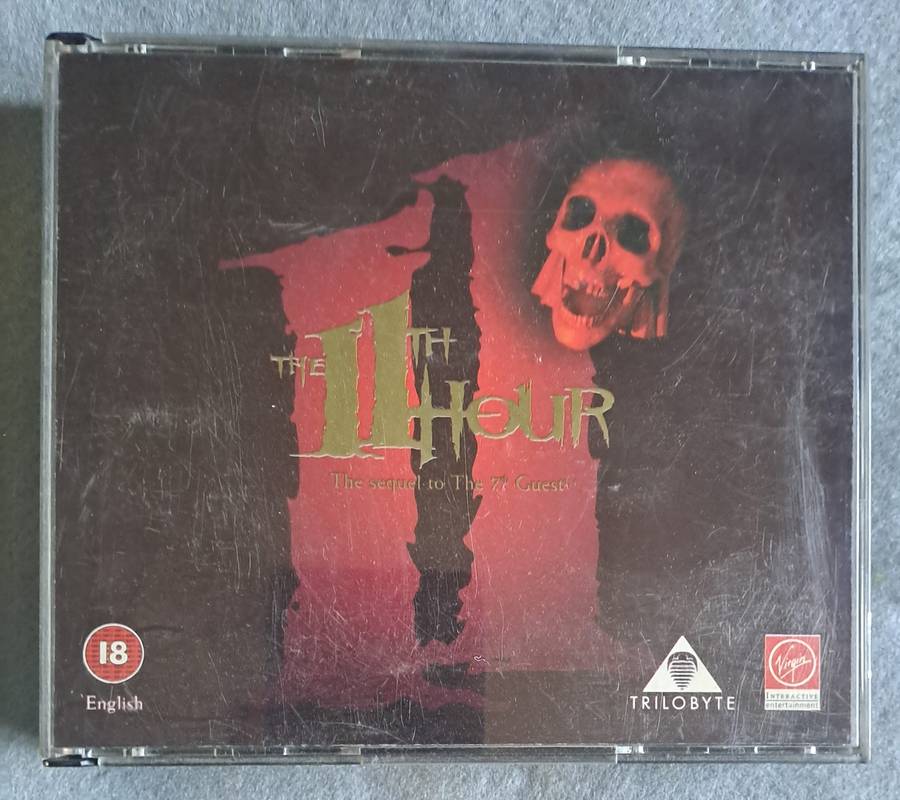 THE 11TH
HOUR
The sequel to The 7th Guest
18
English
TRILOBYTE
Virgin
INTERACTIVE
entertainment